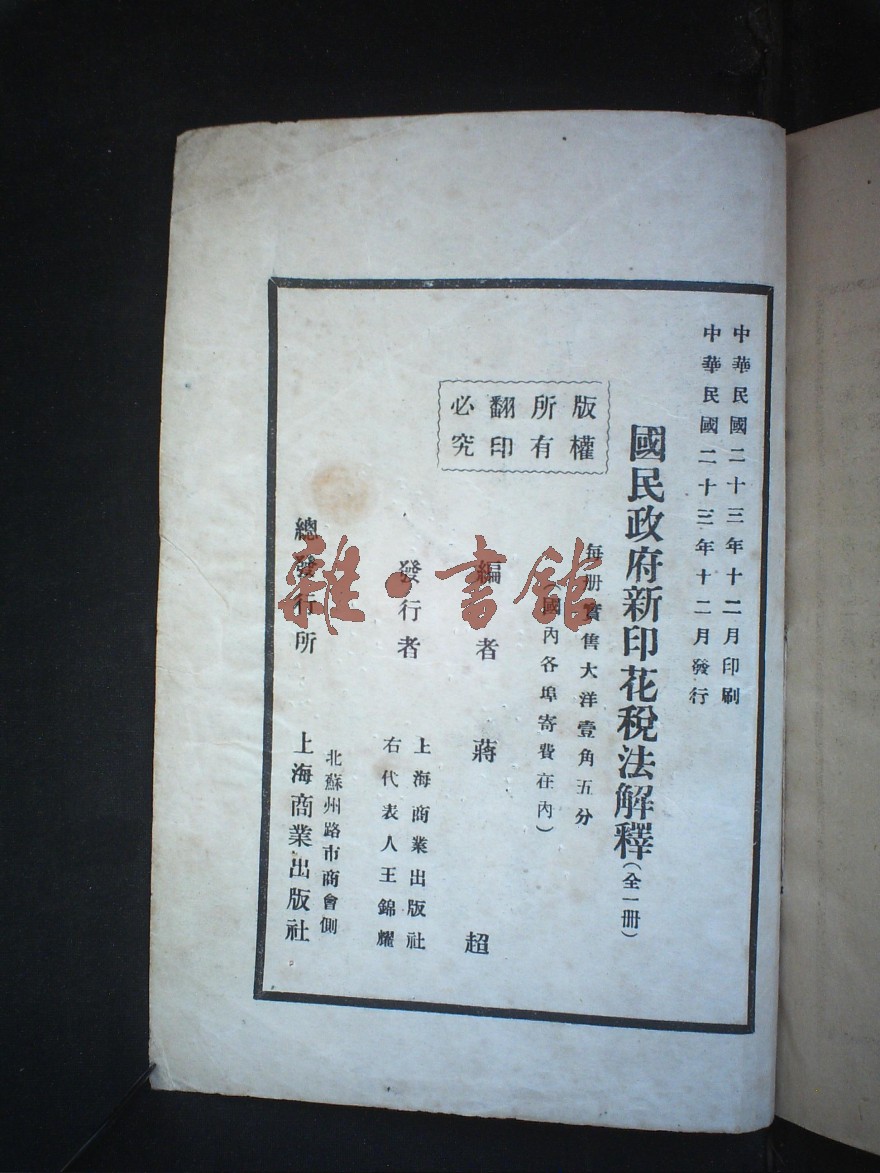 中華民國二十三年十二月印刷
中華民國二十三年十二月發行
國民政府新印花稅法解釋(全一冊)
版權
所有
翻印
必究
每册實售大洋壹角五分
(國內各埠寄費在內)
編者 蔣超
發行者 上海商業出版社
右代表人王錦耀
總發行所 北蘇州路市商會側
上海商業出版社
雜·書館